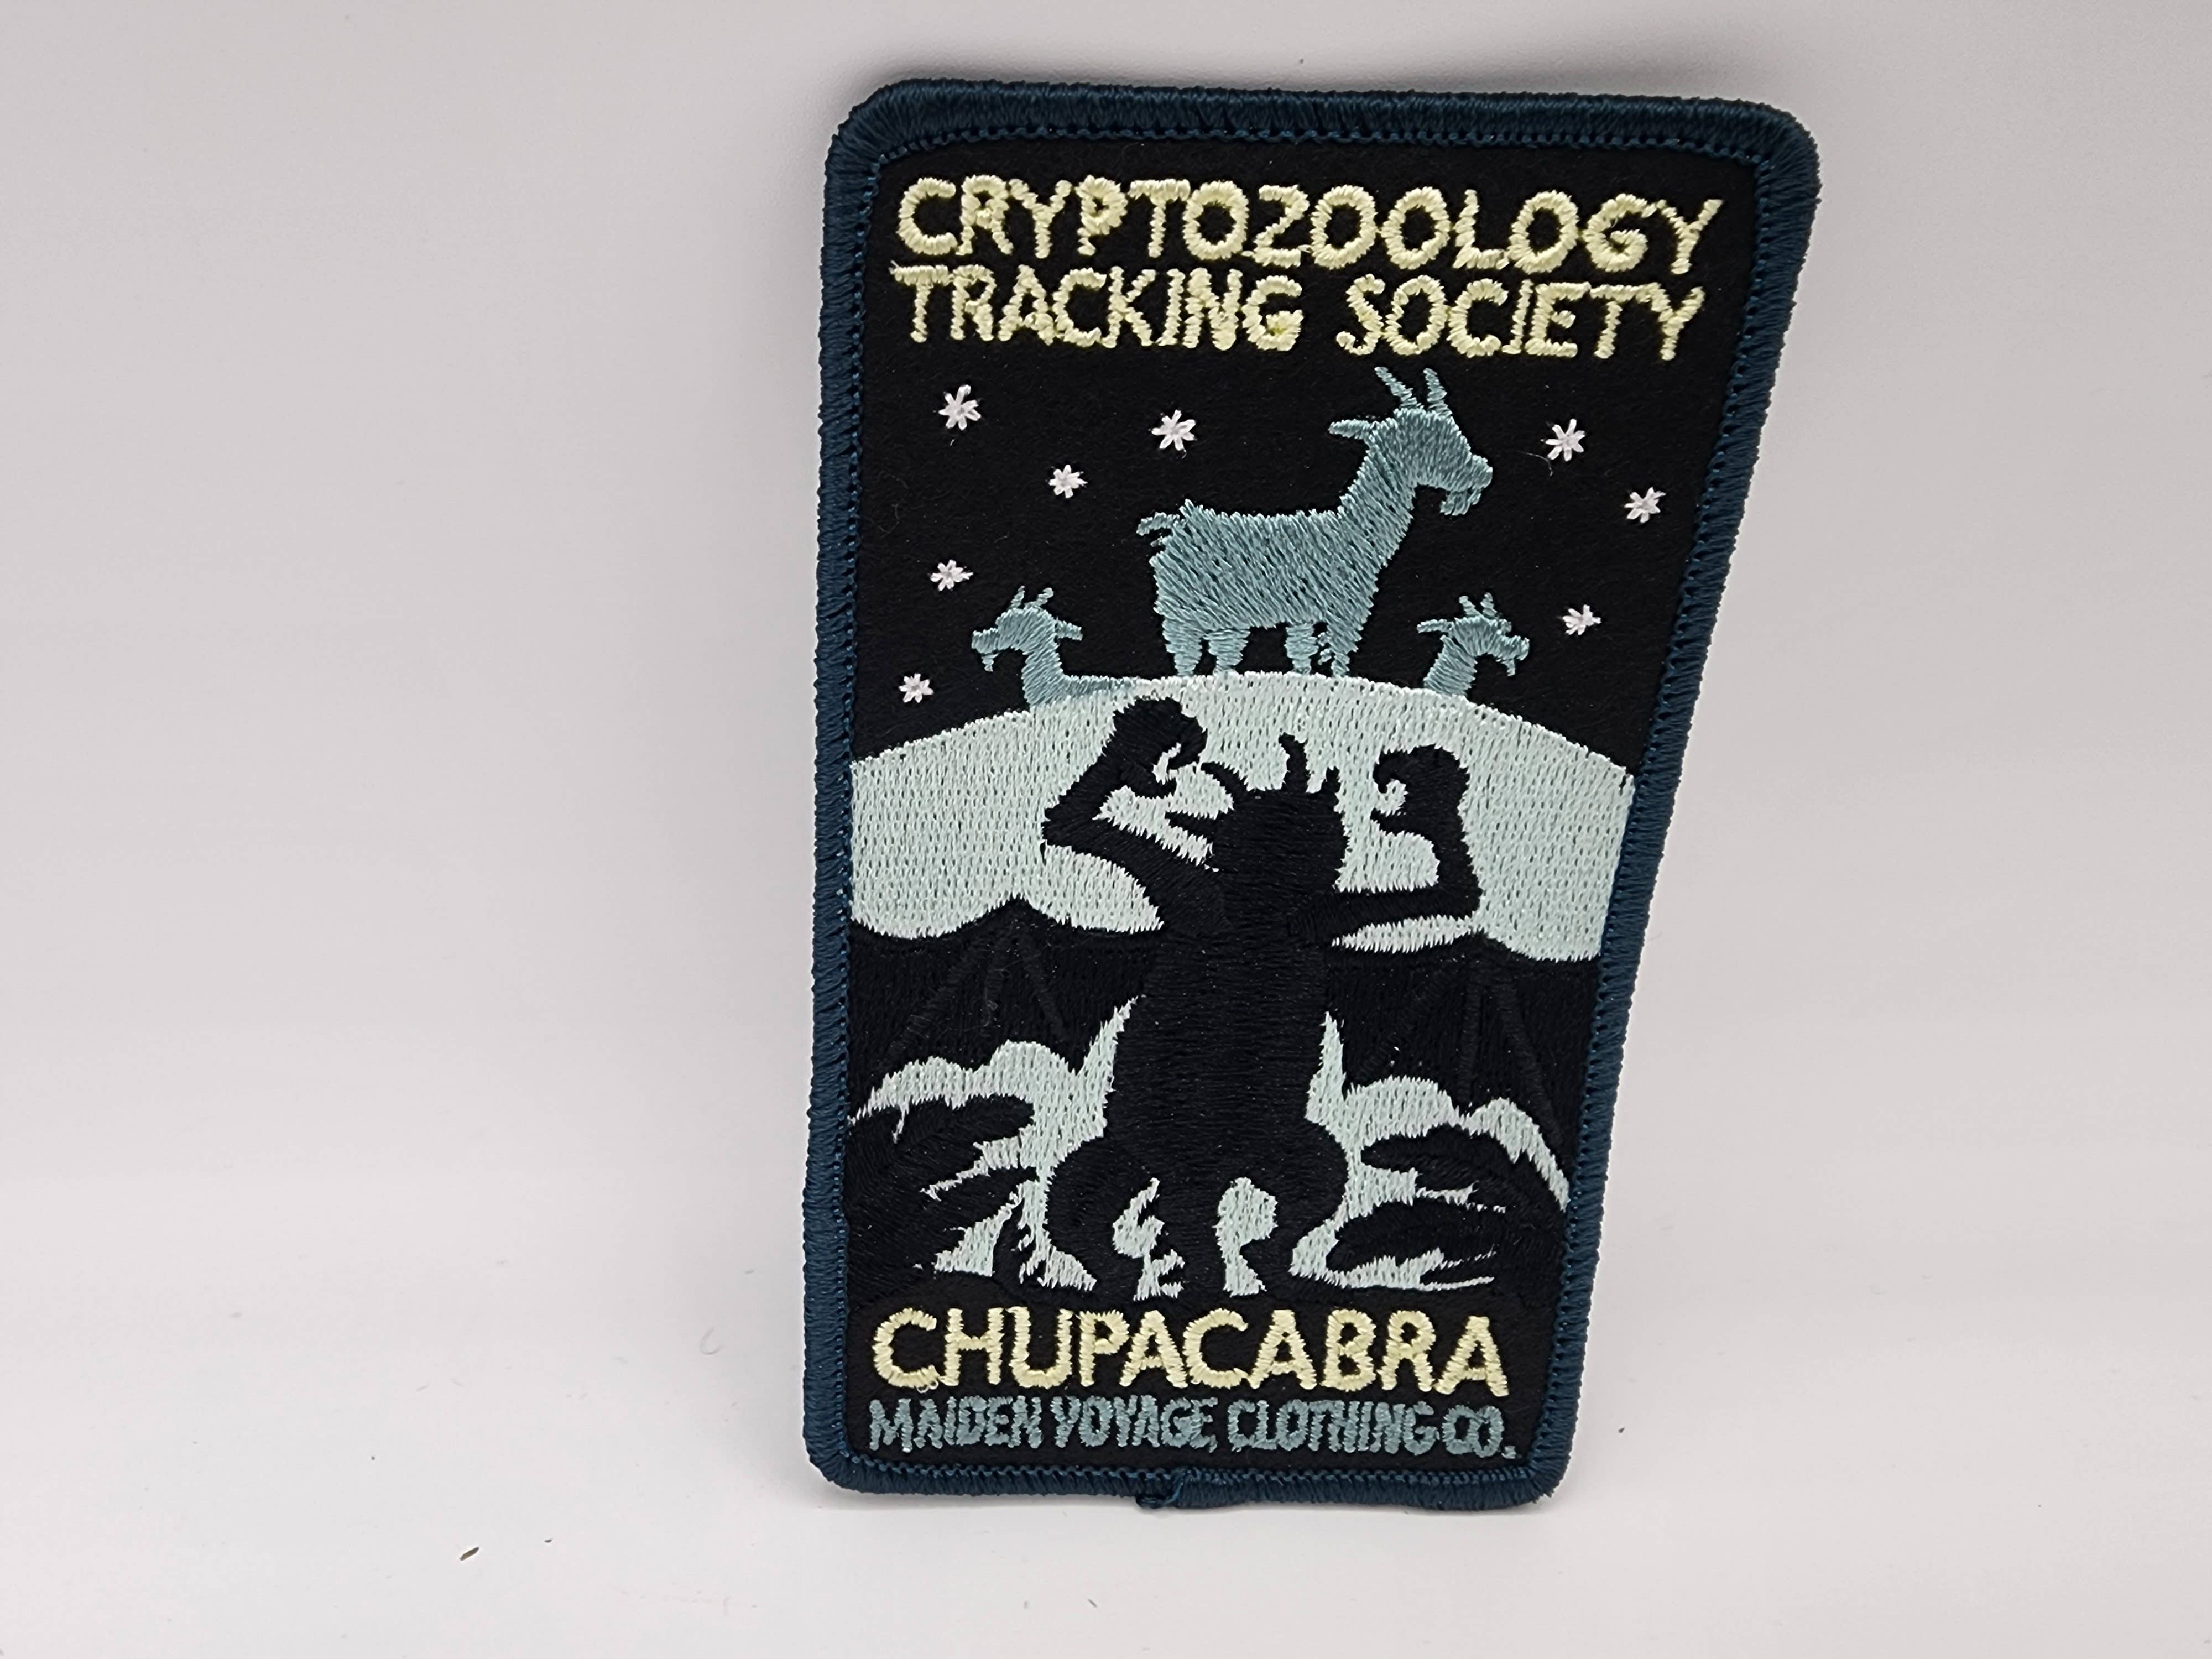 CRYPTOZOOLOGY
TRACKING SOCIETY
CHUPACABRA
MAIDEN VOYAGE CLOTHING CO.